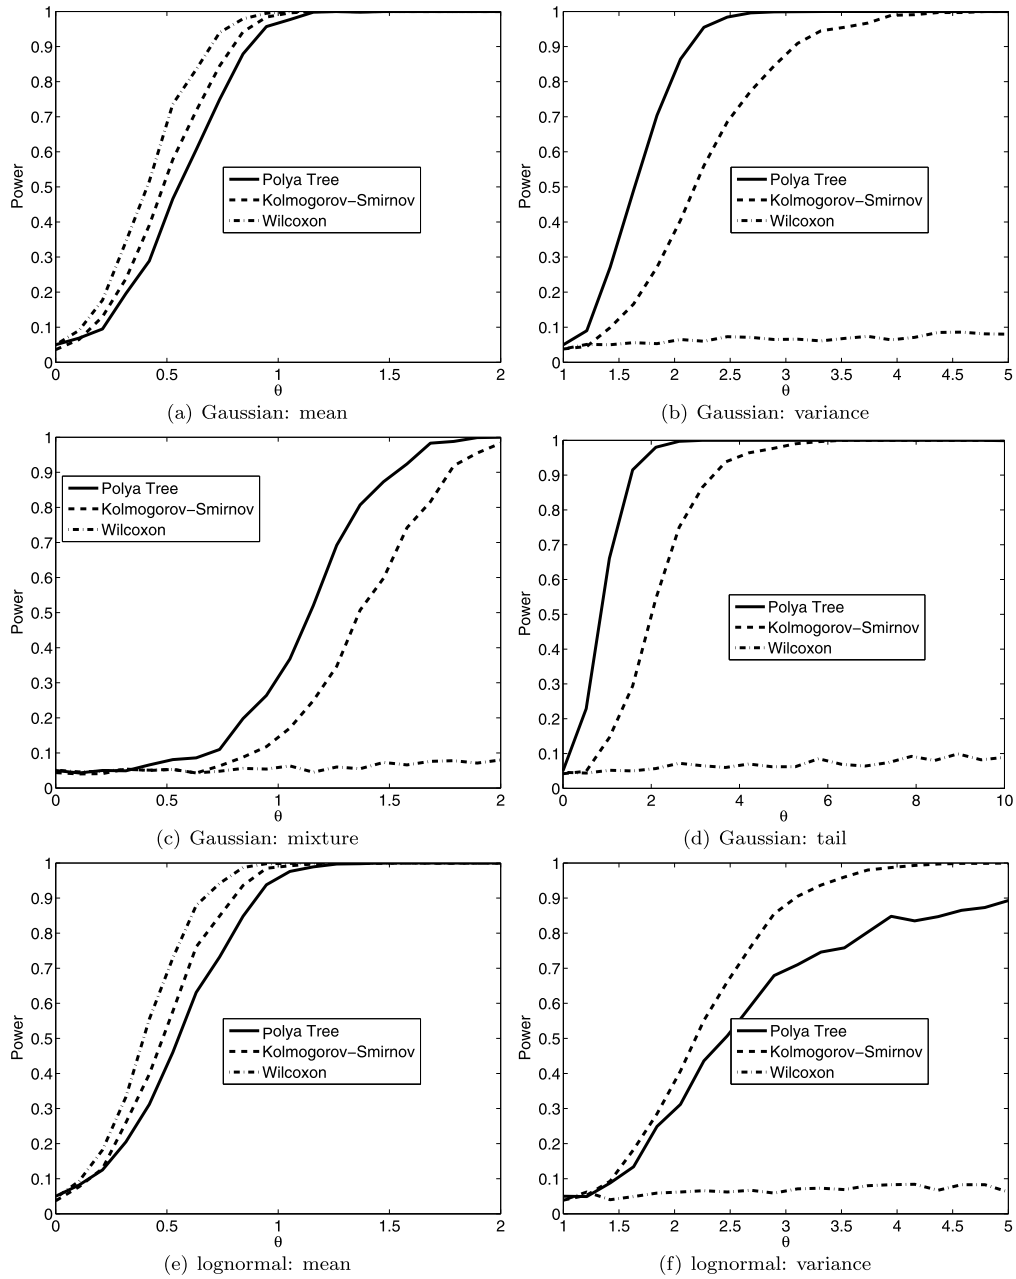 1
0.9
0.8
0.7
0.6
0.5
0.4
0.3
0.2
0.1
0
Power
Polya Tree
Kolmogorov−Smirnov
Wilcoxon
0 0.5 1 1.5 2
θ
(a) Gaussian: mean
1
0.9
0.8
0.7
0.6
0.5
0.4
0.3
0.2
0.1
0
Power
Polya Tree
Kolmogorov−Smirnov
Wilcoxon
1 1.5 2 2.5 3 3.5 4 4.5 5
θ
(b) Gaussian: variance
1
0.9
0.8
0.7
0.6
0.5
0.4
0.3
0.2
0.1
0
Power
Polya Tree
Kolmogorov−Smirnov
Wilcoxon
0 0.5 1 1.5 2
θ
(c) Gaussian: mixture
1
0.9
0.8
0.7
0.6
0.5
0.4
0.3
0.2
0.1
0
Power
Polya Tree
Kolmogorov−Smirnov
Wilcoxon
0 2 4 6 8 10
θ
(d) Gaussian: tail
1
0.9
0.8
0.7
0.6
0.5
0.4
0.3
0.2
0.1
0
Power
Polya Tree
Kolmogorov−Smirnov
Wilcoxon
0 0.5 1 1.5 2
θ
(e) lognormal: mean
1
0.9
0.8
0.7
0.6
0.5
0.4
0.3
0.2
0.1
0
Power
Polya Tree
Kolmogorov−Smirnov
Wilcoxon
1 1.5 2 2.5 3 3.5 4 4.5 5
θ
(f) lognormal: variance